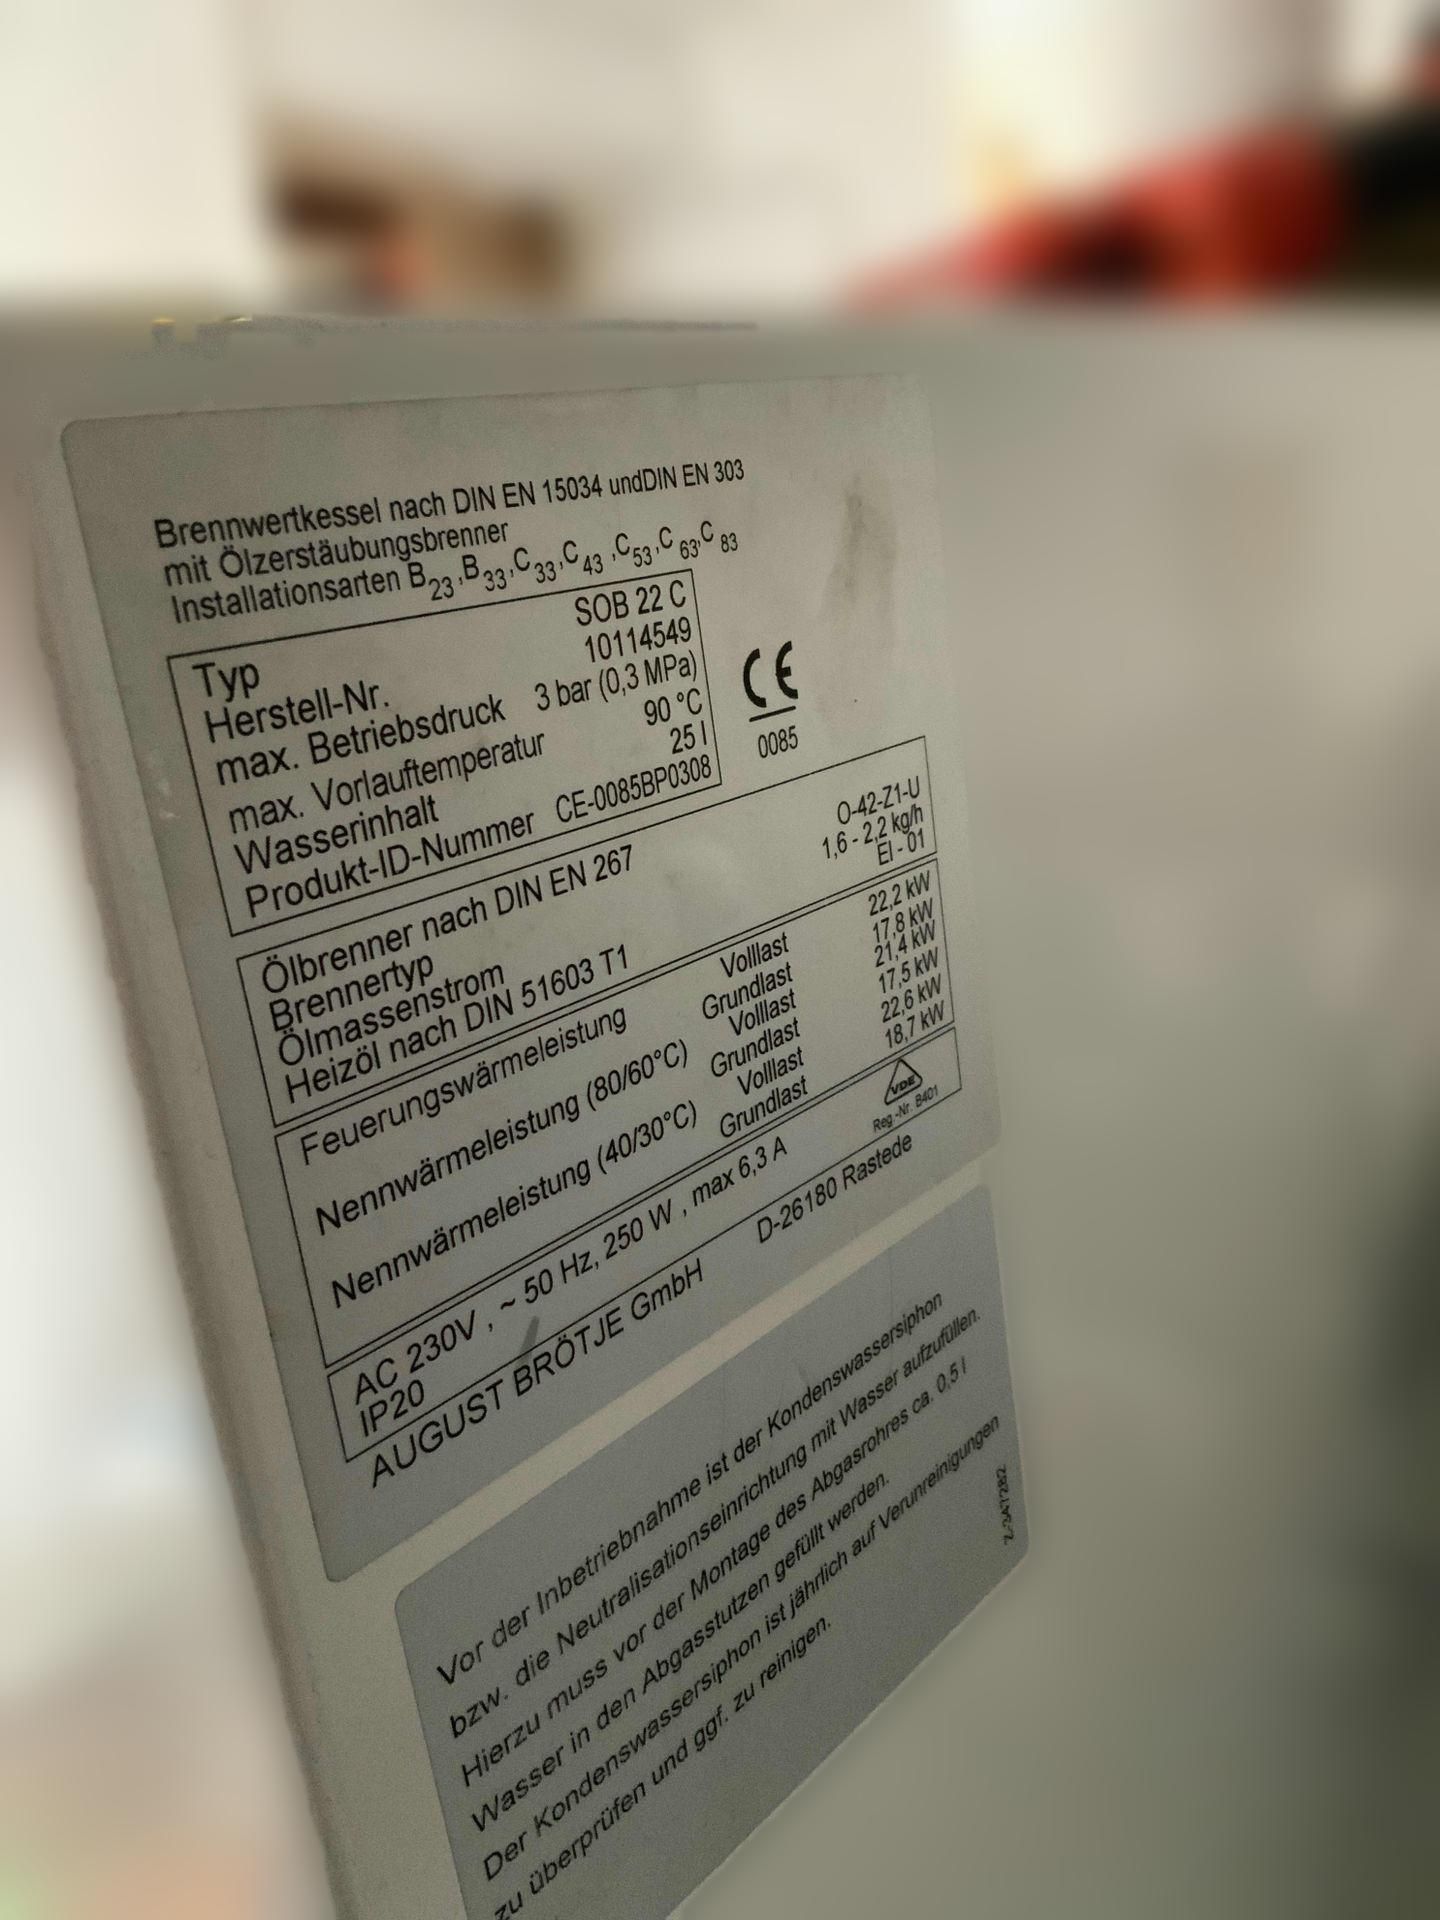 Brennwertkessel nach DIN EN 15034 undDIN EN 303
mit Ölzerstäubungsbrenner
Installationsarten B23,B33,C33,C43,C53,C63,C83
Typ SOB 22 C
Herstell-Nr. 10114549
max. Betriebsdruck 3 bar (0,3 MPa)
max. Vorlauftemperatur 90 °C
Wasserinhalt 25 l
Produkt-ID-Nummer CE-0085BP0308
CE
0085
Ölbrenner nach DIN EN 267
Brennertyp O-42-Z1-U
Ölmassenstrom 1,6 - 2,2 kg/h
Heizöl nach DIN 51603 T1 El - 01
Feuerungswärmeleistung Volllast 22,2 kW
Grundlast 17,8 kW
Nennwärmeleistung (80/60°C) Volllast 21,4 kW
Grundlast 17,5 kW
Nennwärmeleistung (40/30°C) Volllast 22,6 kW
Grundlast 18,7 kW
AC 230V , ~ 50 Hz, 250 W , max 6,3 A
IP20
VDE
Reg.-Nr. B401
AUGUST BRÖTJE GmbH D-26180 Rastede
Vor der Inbetriebnahme ist der Kondenswassersiphon
bzw. die Neutralisationseinrichtung mit Wasser aufzufüllen.
Hierzu muss vor der Montage des Abgasrohres ca. 0,5 l
Wasser in den Abgasstutzen gefüllt werden.
Der Kondenswassersiphon ist jährlich auf Verunreinigungen
zu überprüfen und ggf. zu reinigen.